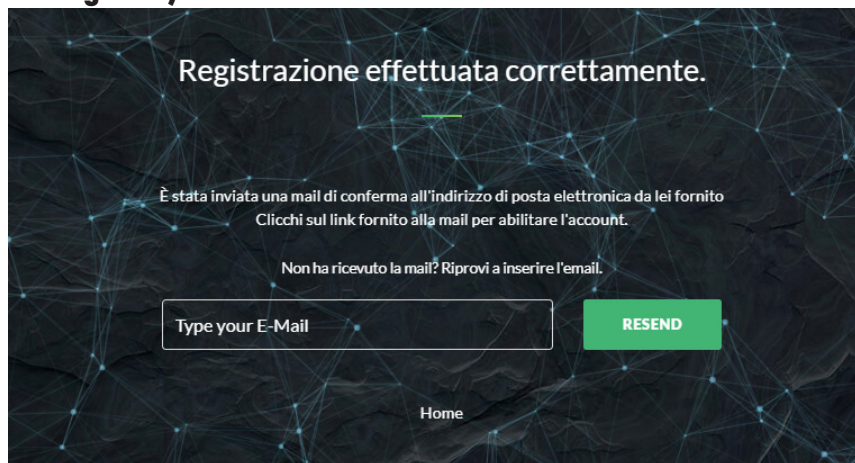 Registrazione effettuata correttamente.
È stata inviata una mail di conferma all'indirizzo di posta elettronica da lei fornito
Clicchi sul link fornito alla mail per abilitare l'account.
Non ha ricevuto la mail? Riprovi a inserire l'email.
Type your E-Mail
RESEND
Home